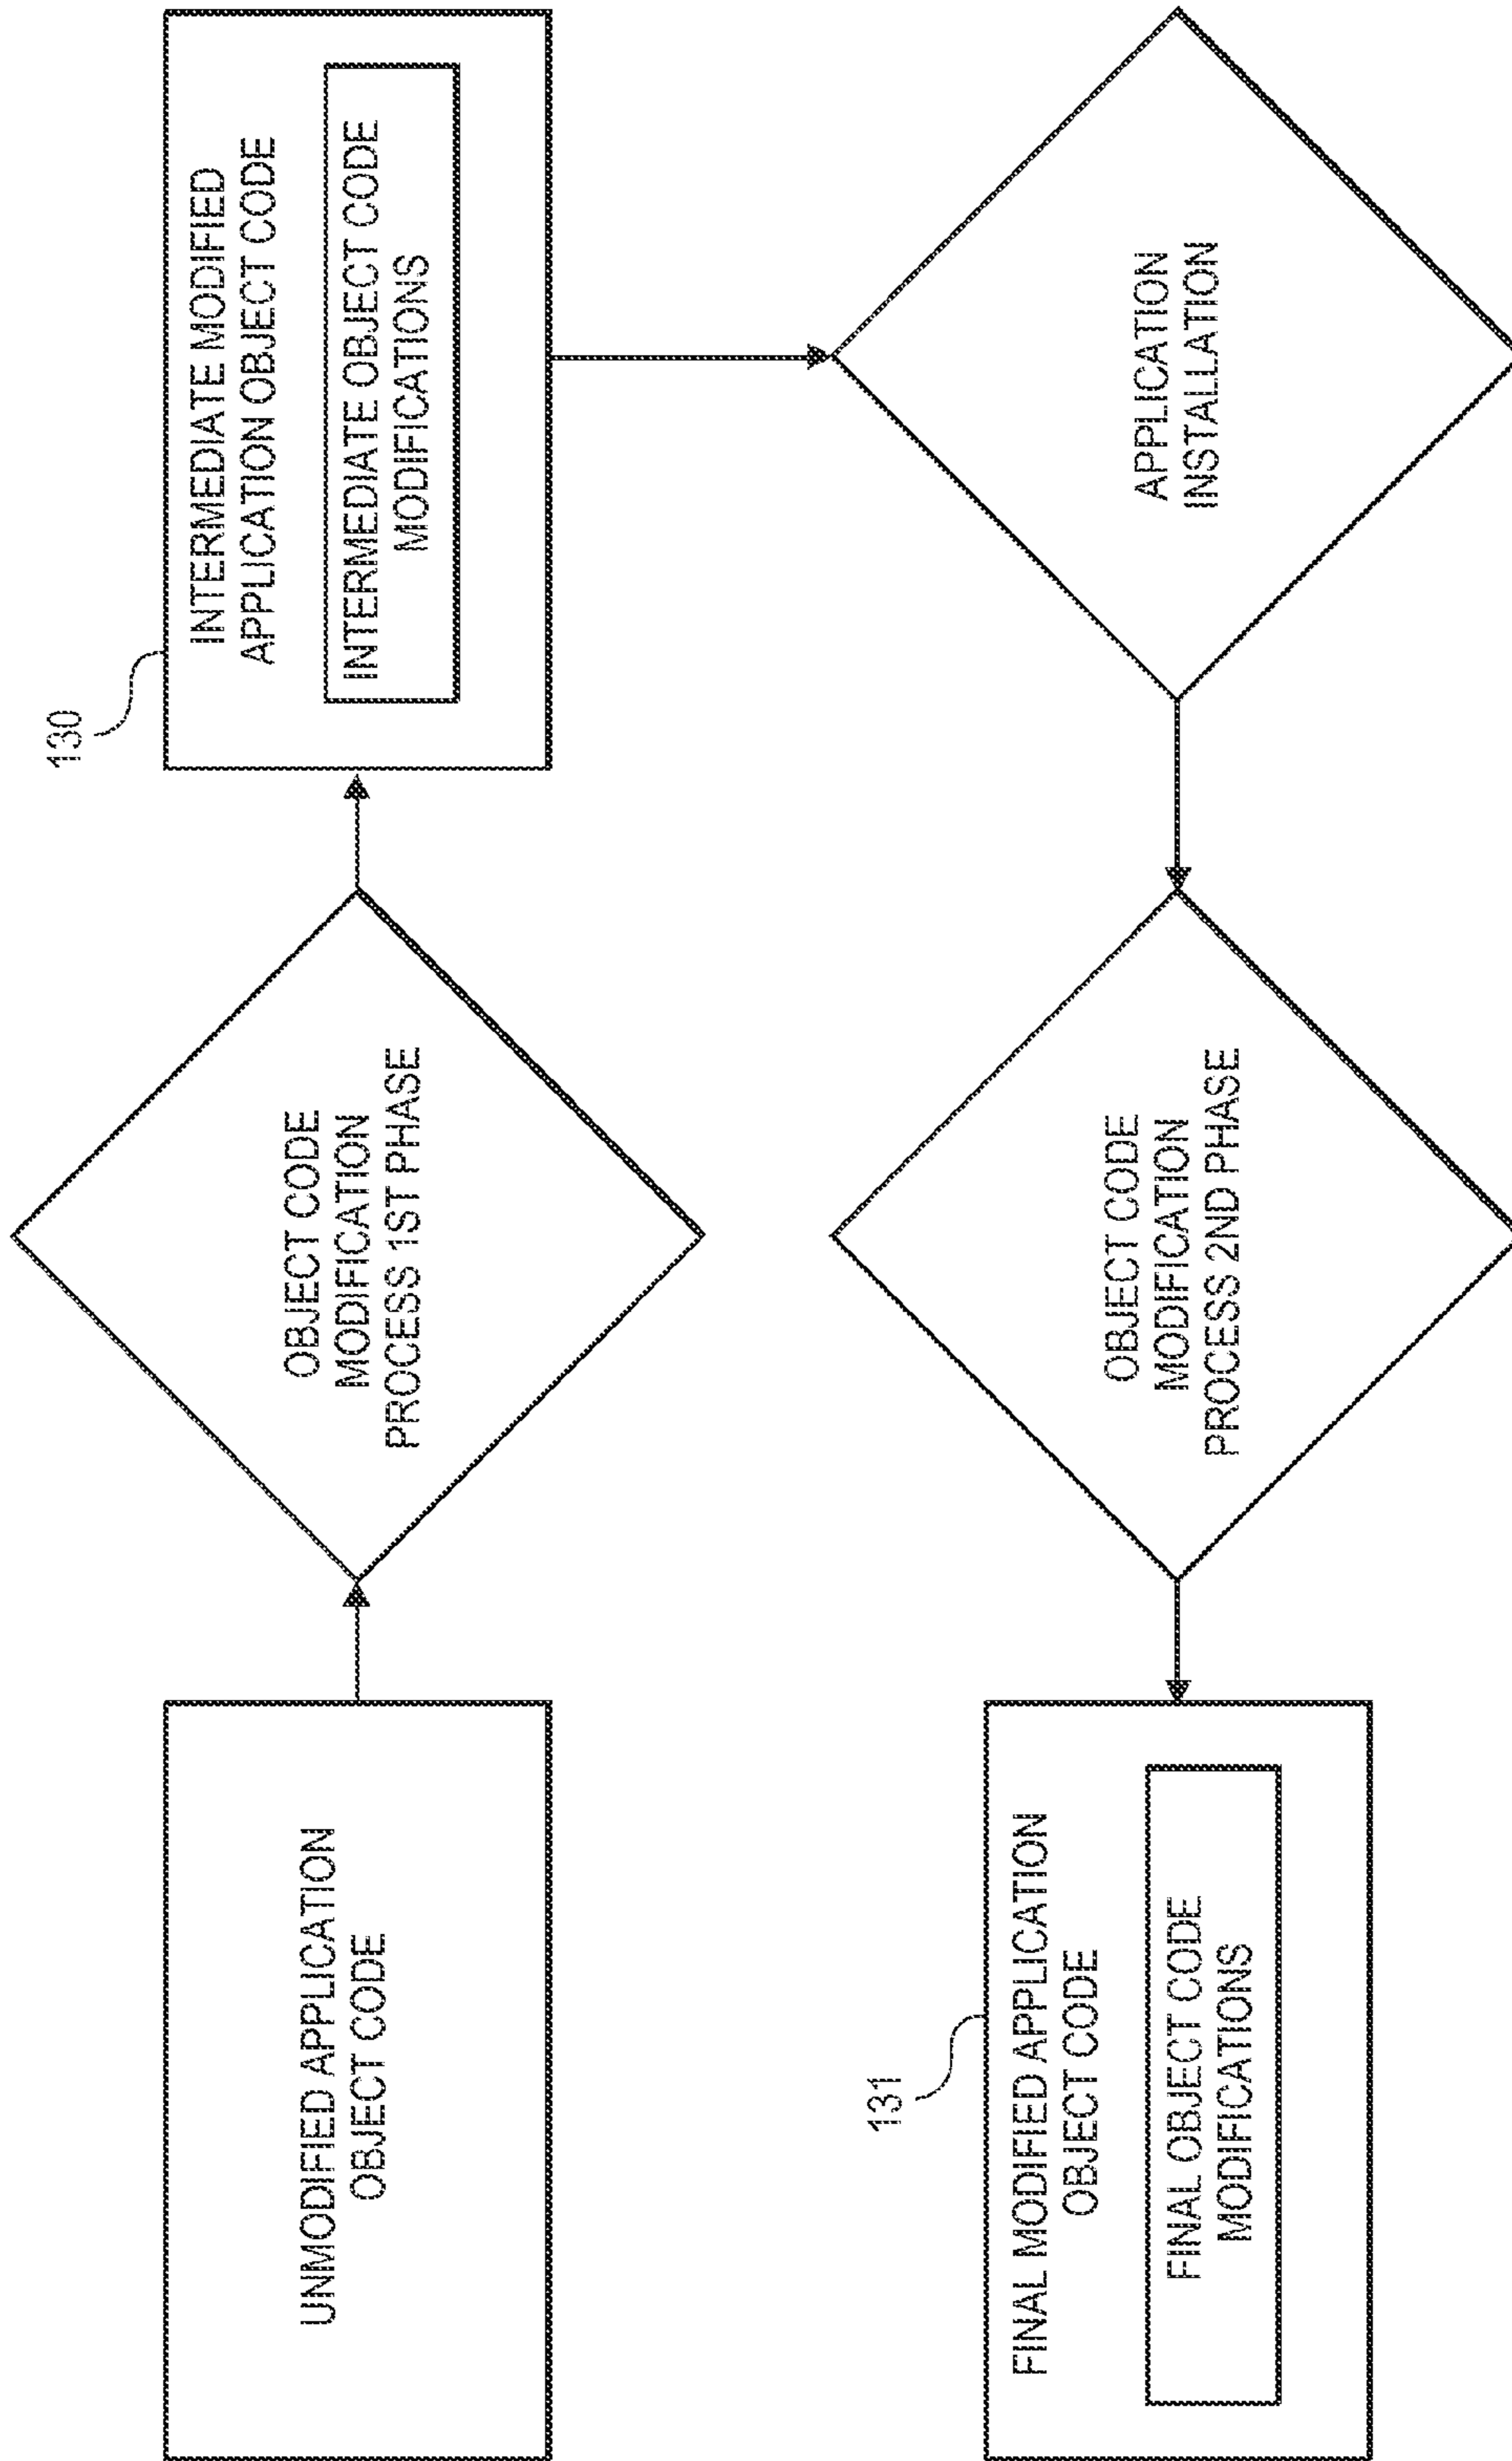 UNMODIFIED APPLICATION
OBJECT CODE
OBJECT CODE
MODIFICATION
PROCESS 1ST PHASE
130
INTERMEDIATE MODIFIED
APPLICATION OBJECT CODE
INTERMEDIATE OBJECT CODE
MODIFICATIONS
APPLICATION
INSTALLATION
OBJECT CODE
MODIFICATION
PROCESS 2ND PHASE
131
FINAL MODIFIED APPLICATION
OBJECT CODE
FINAL OBJECT CODE
MODIFICATIONS